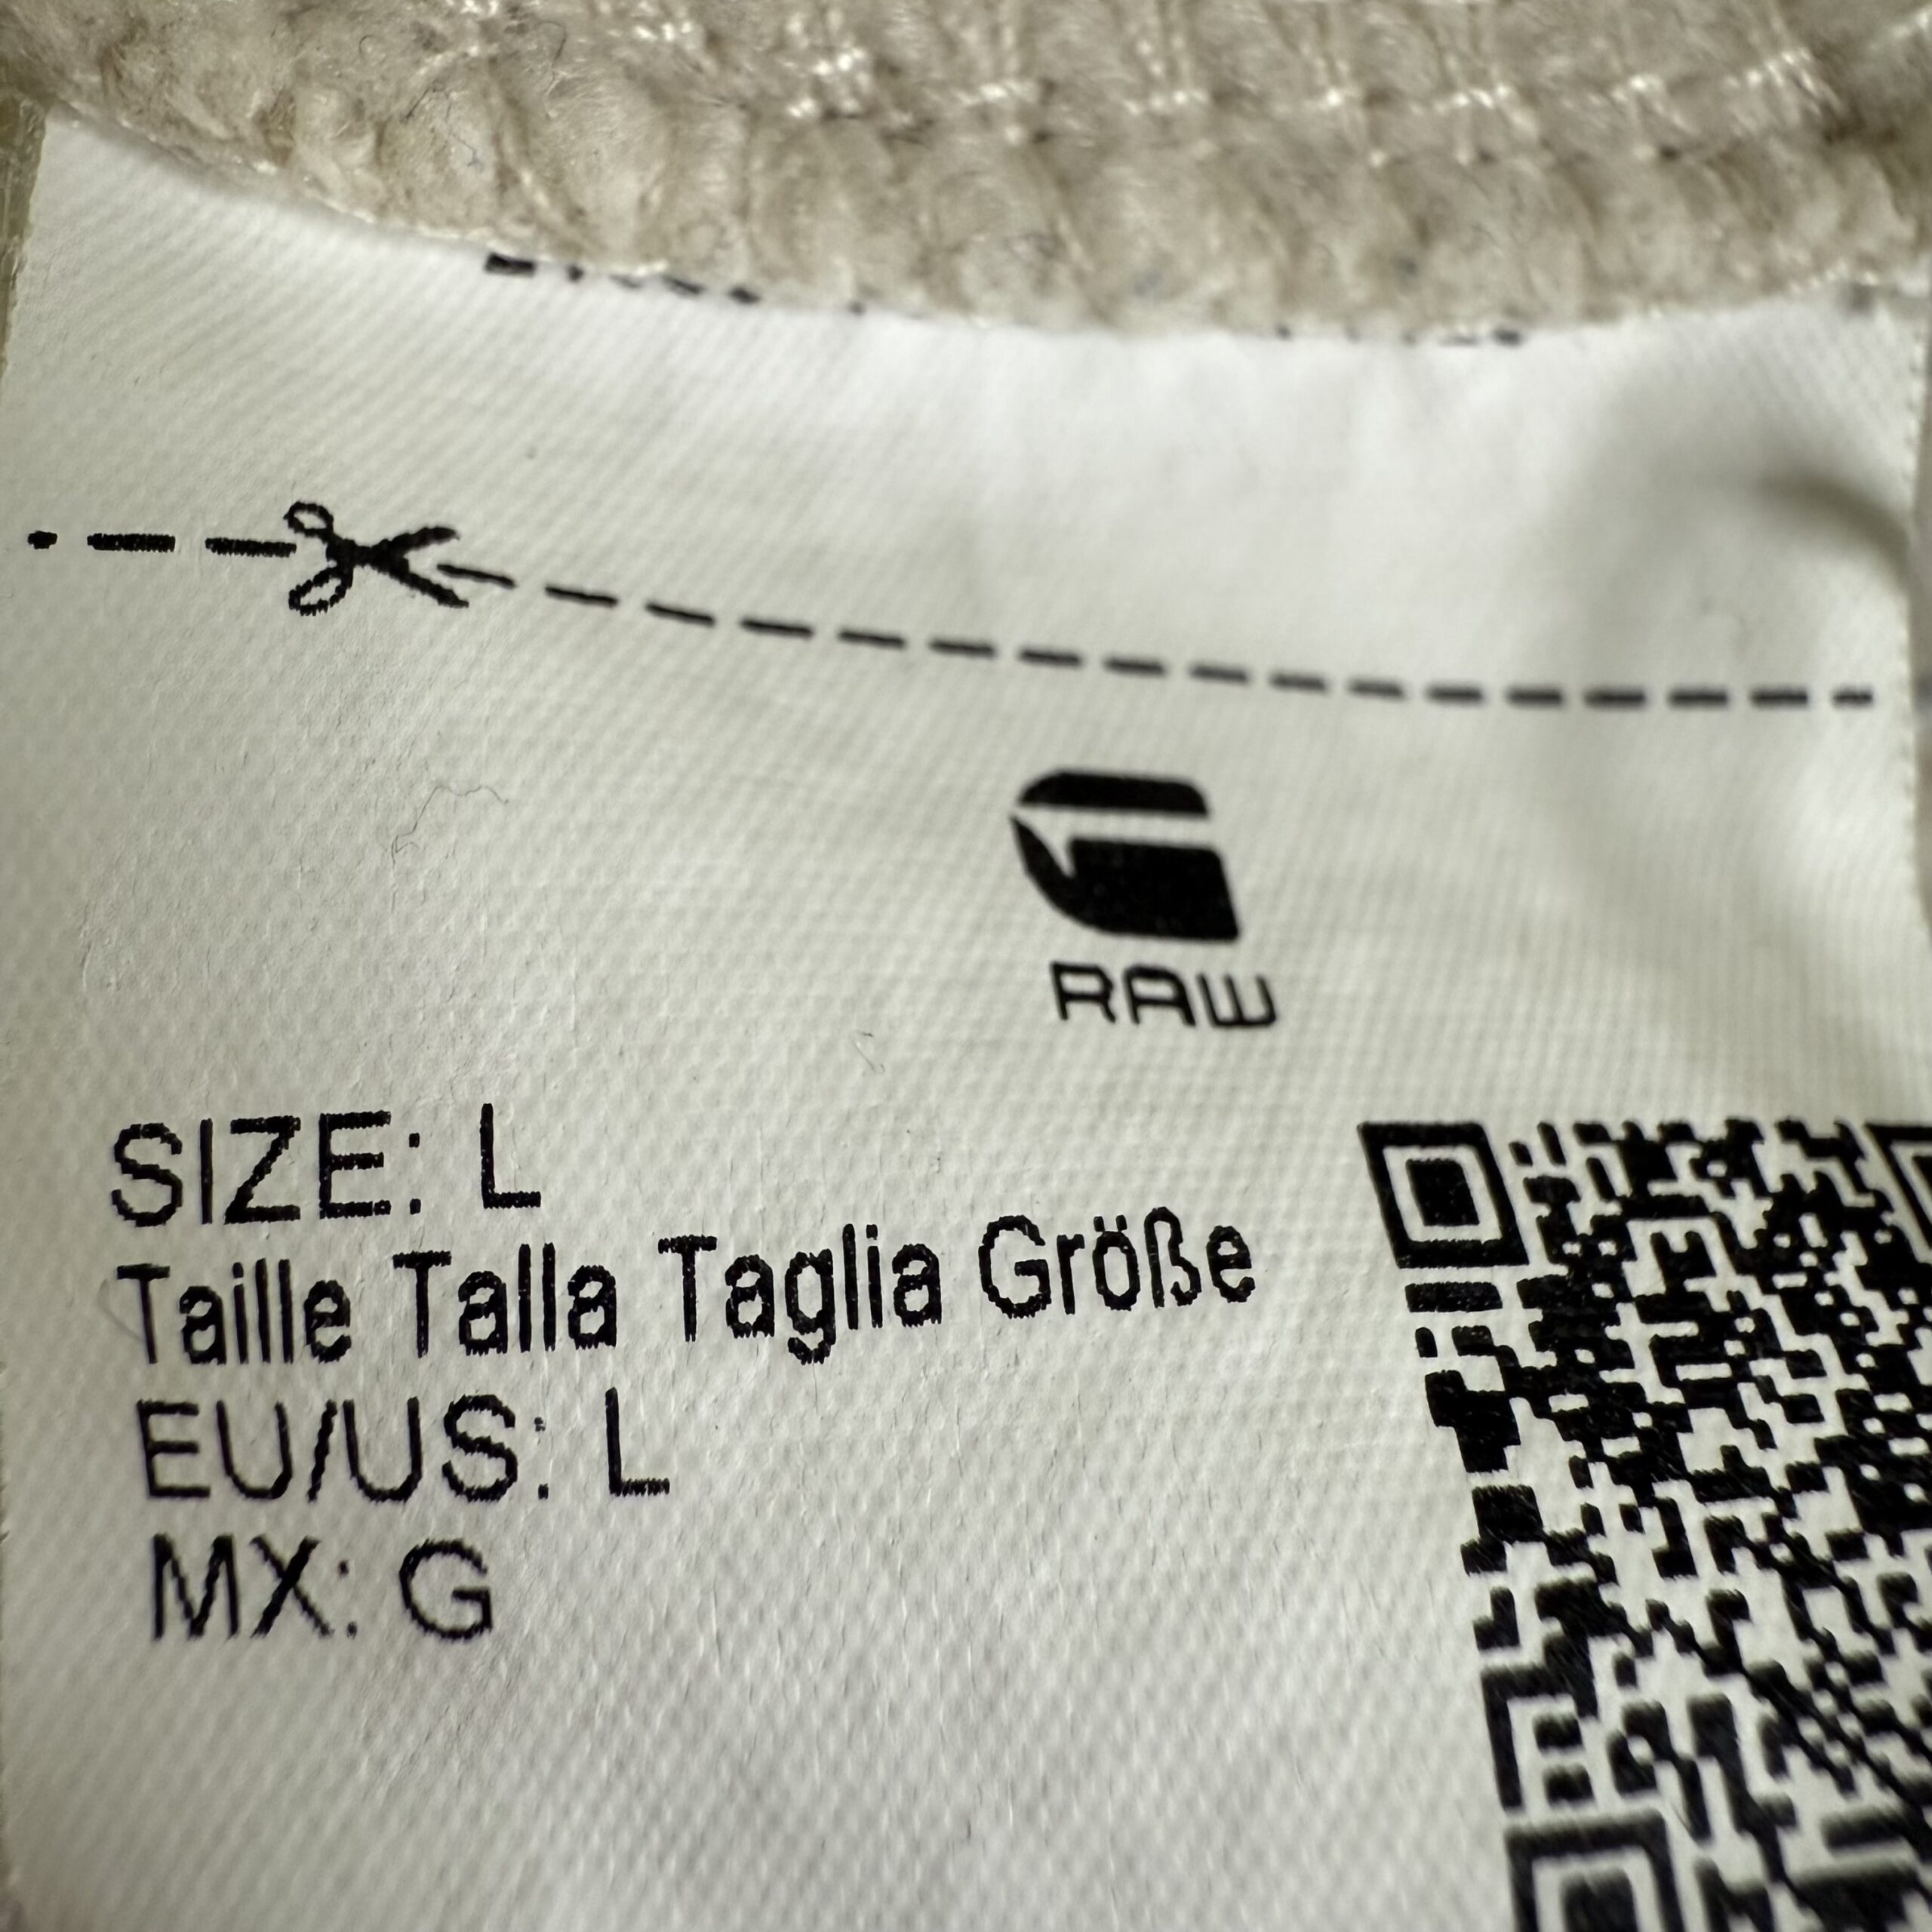 RAW
SIZE: L
Taille Talla Taglia Größe
EU/US: L
MX: G